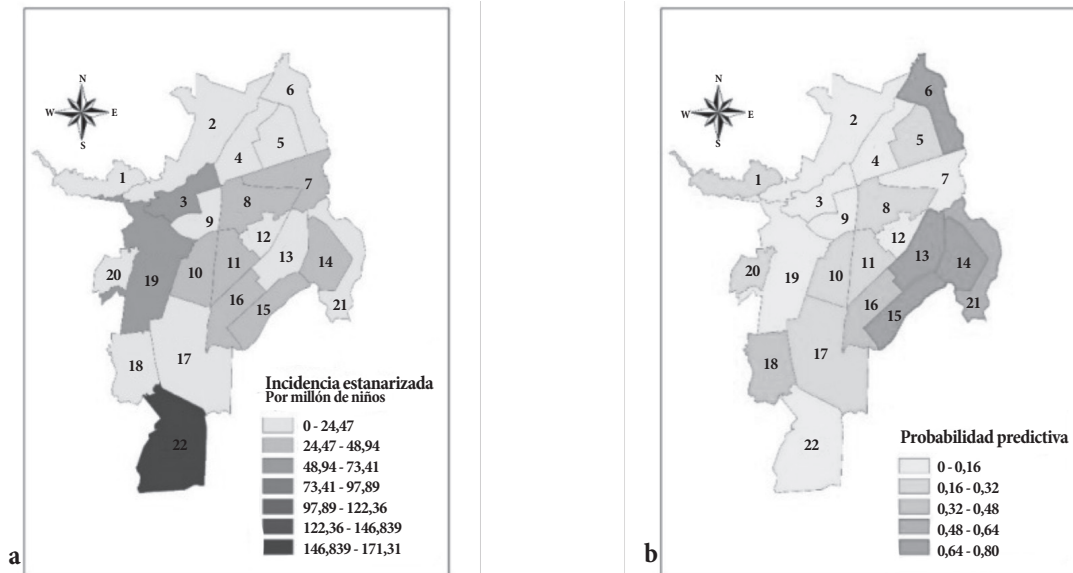 N
W E
S
6
2
5
4
1
7
3
8
9
12
13
14
10
11
20
19
16
15
21
17
18
22
Incidencia estanarizada
Por millón de niños
0 - 24,47
24,47 - 48,94
48,94 - 73,41
73,41 - 97,89
97,89 - 122,36
122,36 - 146,839
146,839 - 171,31
a
N
W E
S
6
2
5
4
1
7
3
8
9
12
13
14
11
10
20
19
16
15
21
17
18
22
Probabilidad predictiva
0 - 0,16
0,16 - 0,32
0,32 - 0,48
0,48 - 0,64
0,64 - 0,80
b